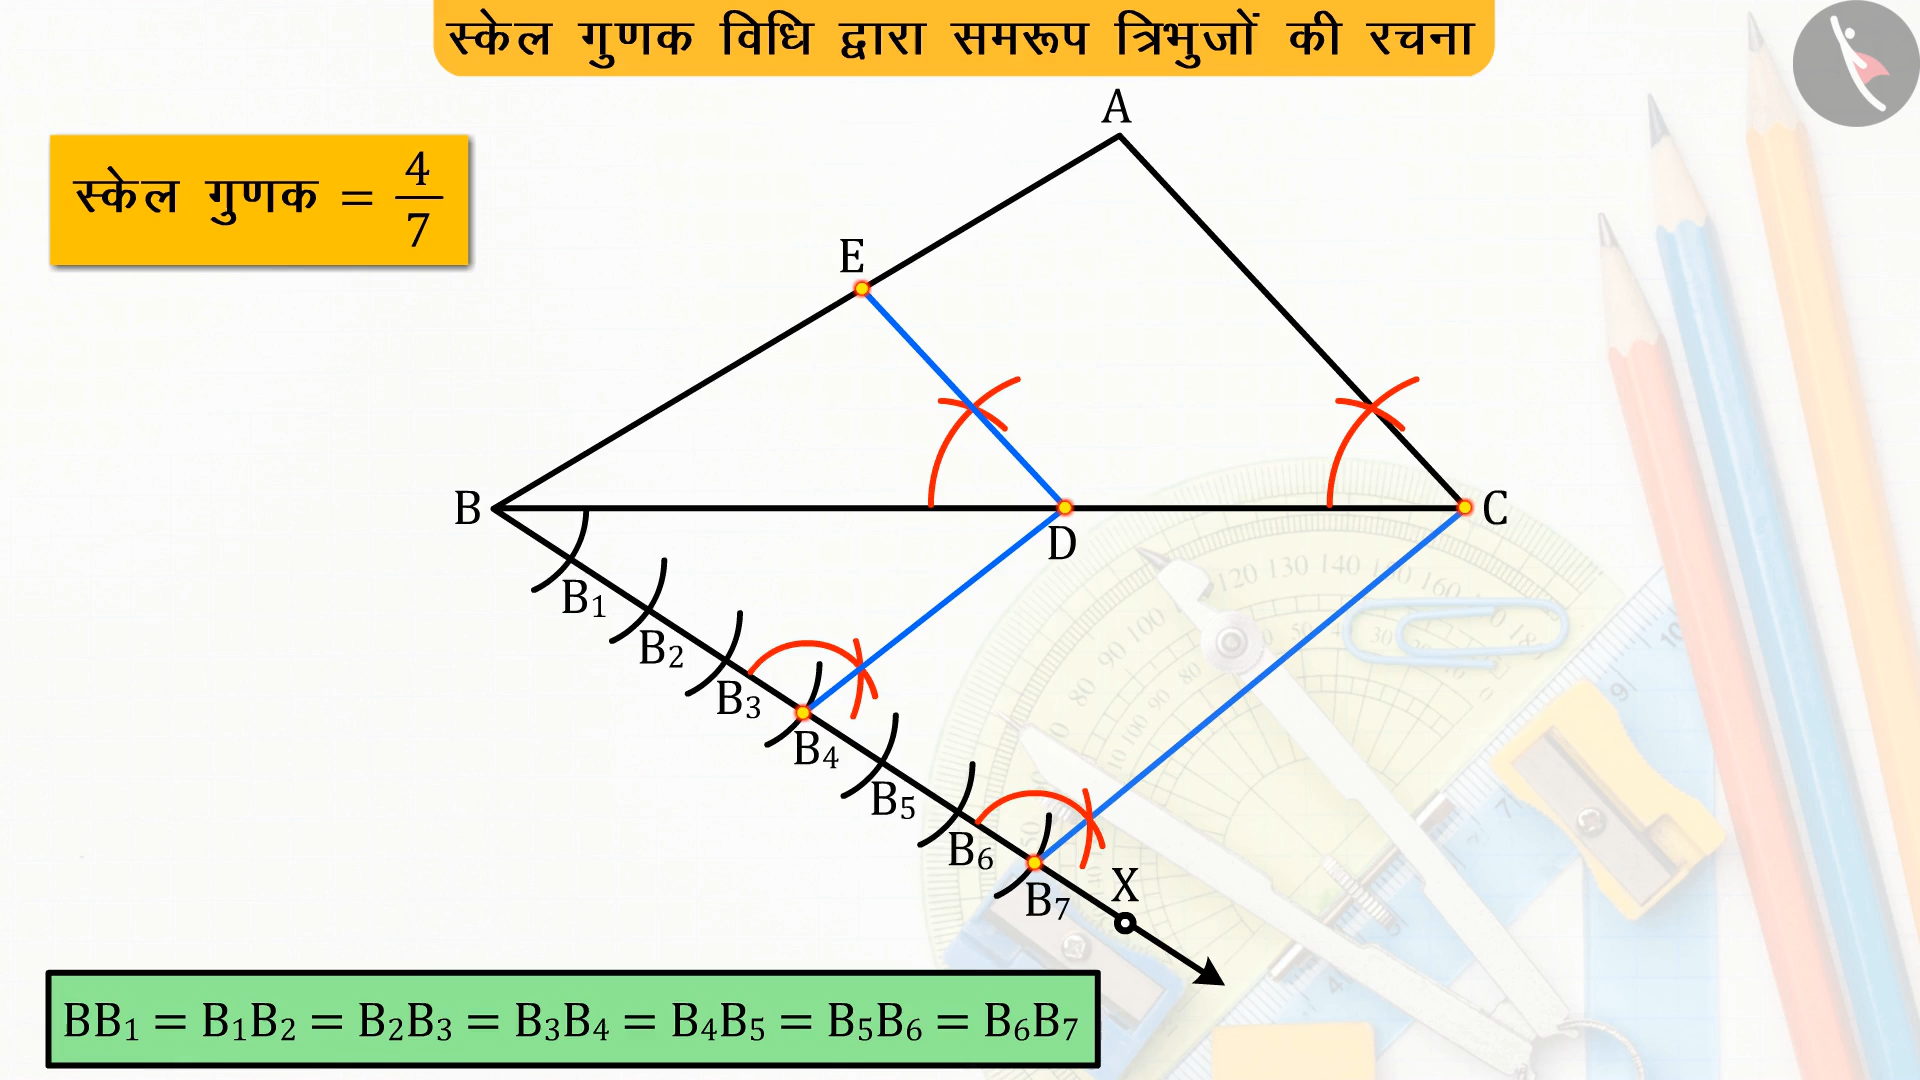 स्केल गुणक विधि द्वारा समरूप त्रिभुजों की रचना
स्केल गुणक = 4/7
A
E
B
D
C
B₁
B₂
B₃
B₄
B₅
B₆
B₇
X
BB₁ = B₁B₂ = B₂B₃ = B₃B₄ = B₄B₅ = B₅B₆ = B₆B₇